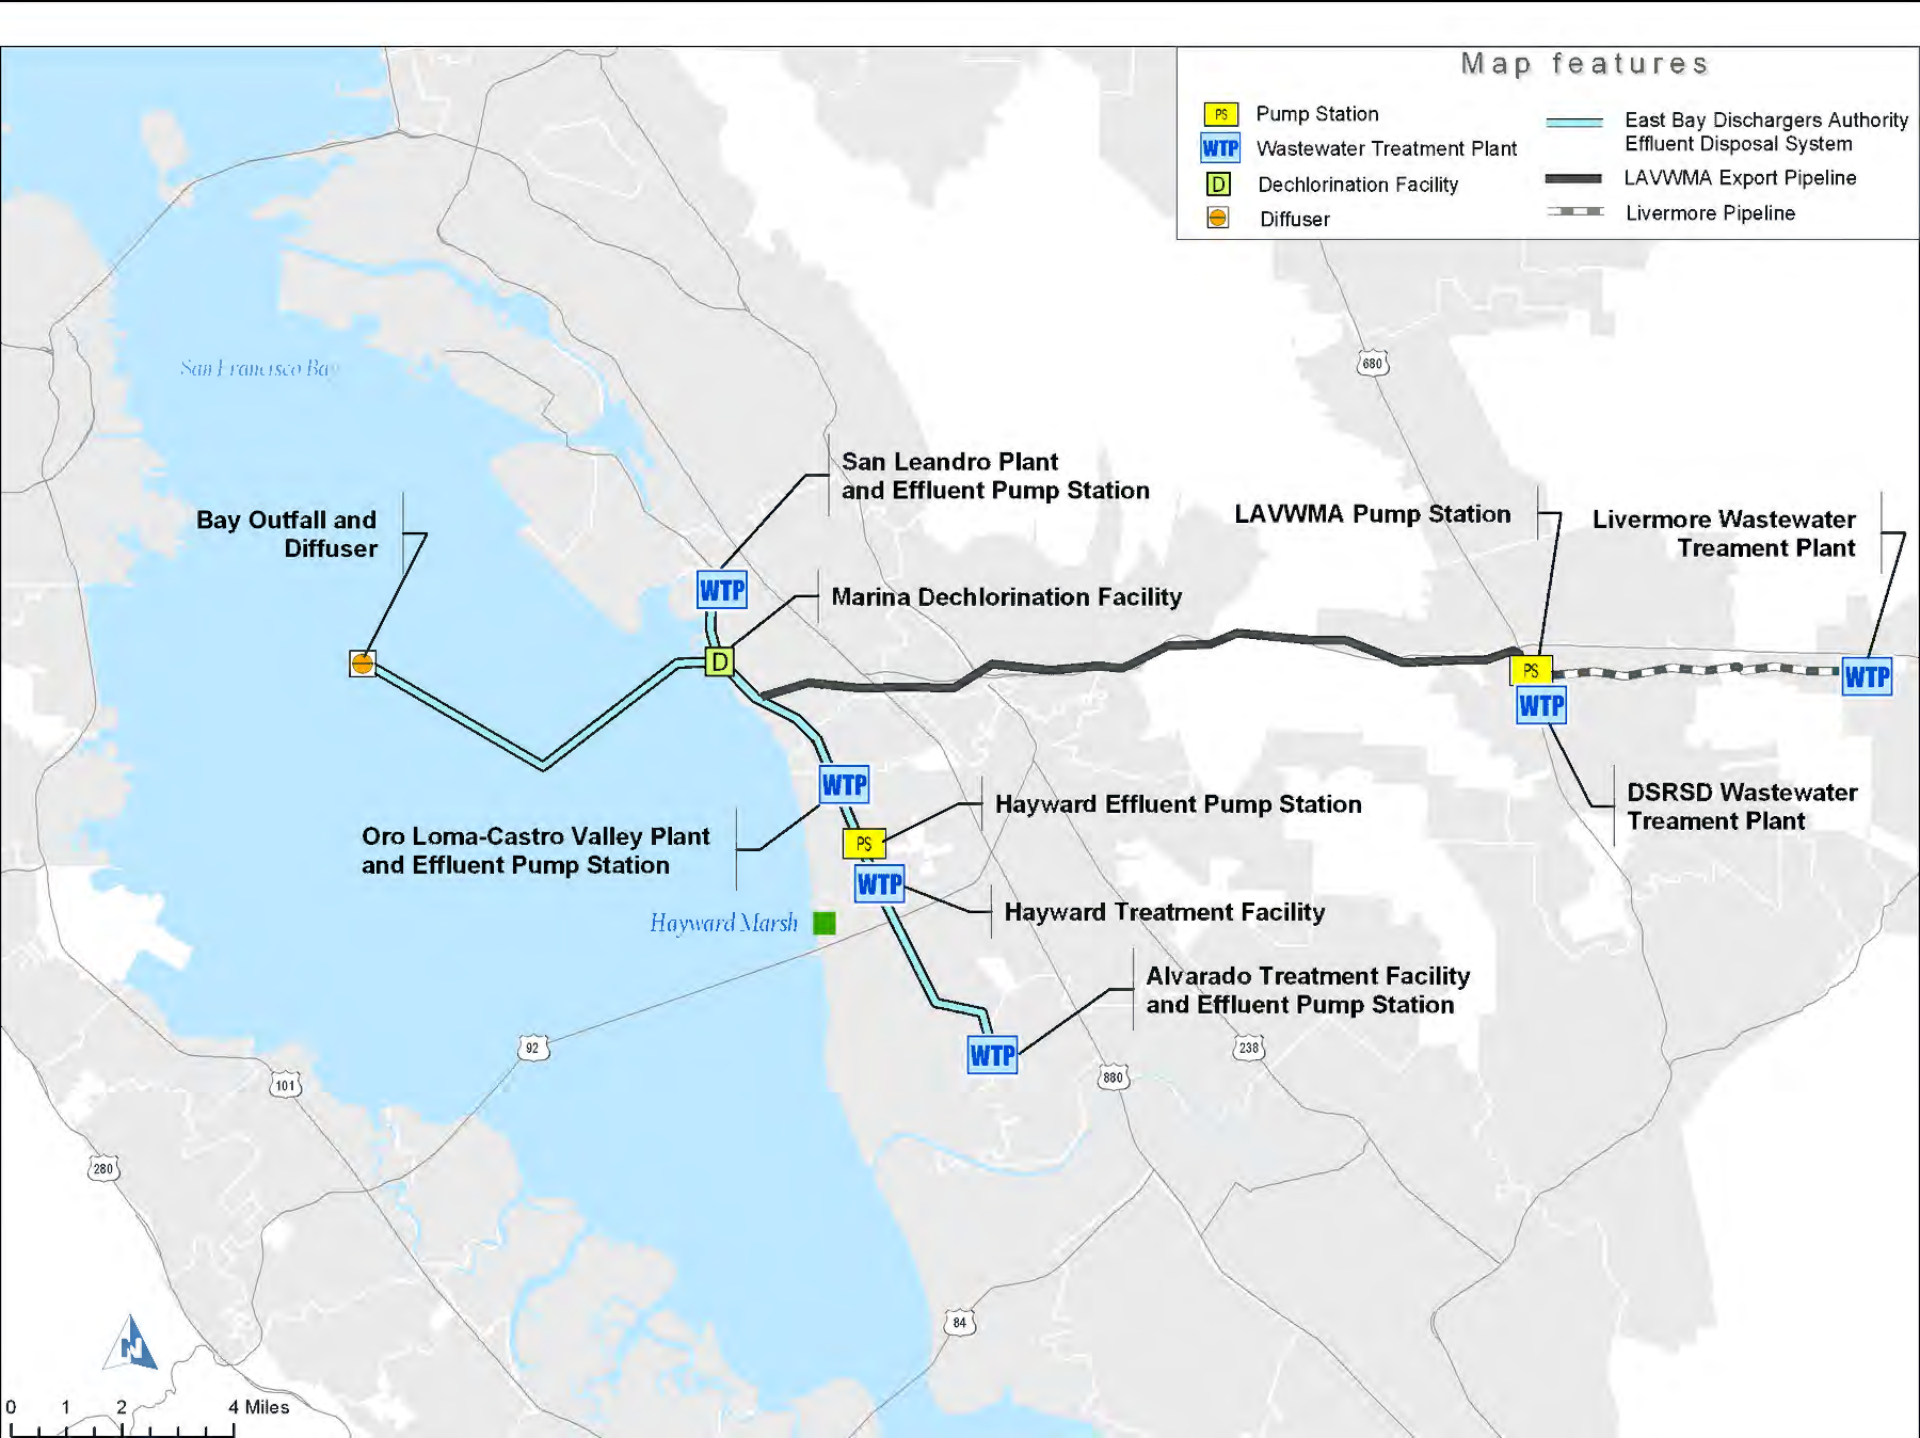 Map features
PS Pump Station
WTP Wastewater Treatment Plant
D Dechlorination Facility
Diffuser
East Bay Dischargers Authority
Effluent Disposal System
LAVWMA Export Pipeline
Livermore Pipeline
San Francisco Bay
680
San Leandro Plant
and Effluent Pump Station
Bay Outfall and
Diffuser
LAVWMA Pump Station
Livermore Wastewater
Treament Plant
WTP
Marina Dechlorination Facility
D
PS
WTP
WTP
DSRSD Wastewater
Treament Plant
WTP
Hayward Effluent Pump Station
Oro Loma-Castro Valley Plant
and Effluent Pump Station
PS
WTP
Hayward Treatment Facility
Hayward Marsh
Alvarado Treatment Facility
and Effluent Pump Station
WTP
92
238
101
880
280
84
N
0 1 2 4 Miles